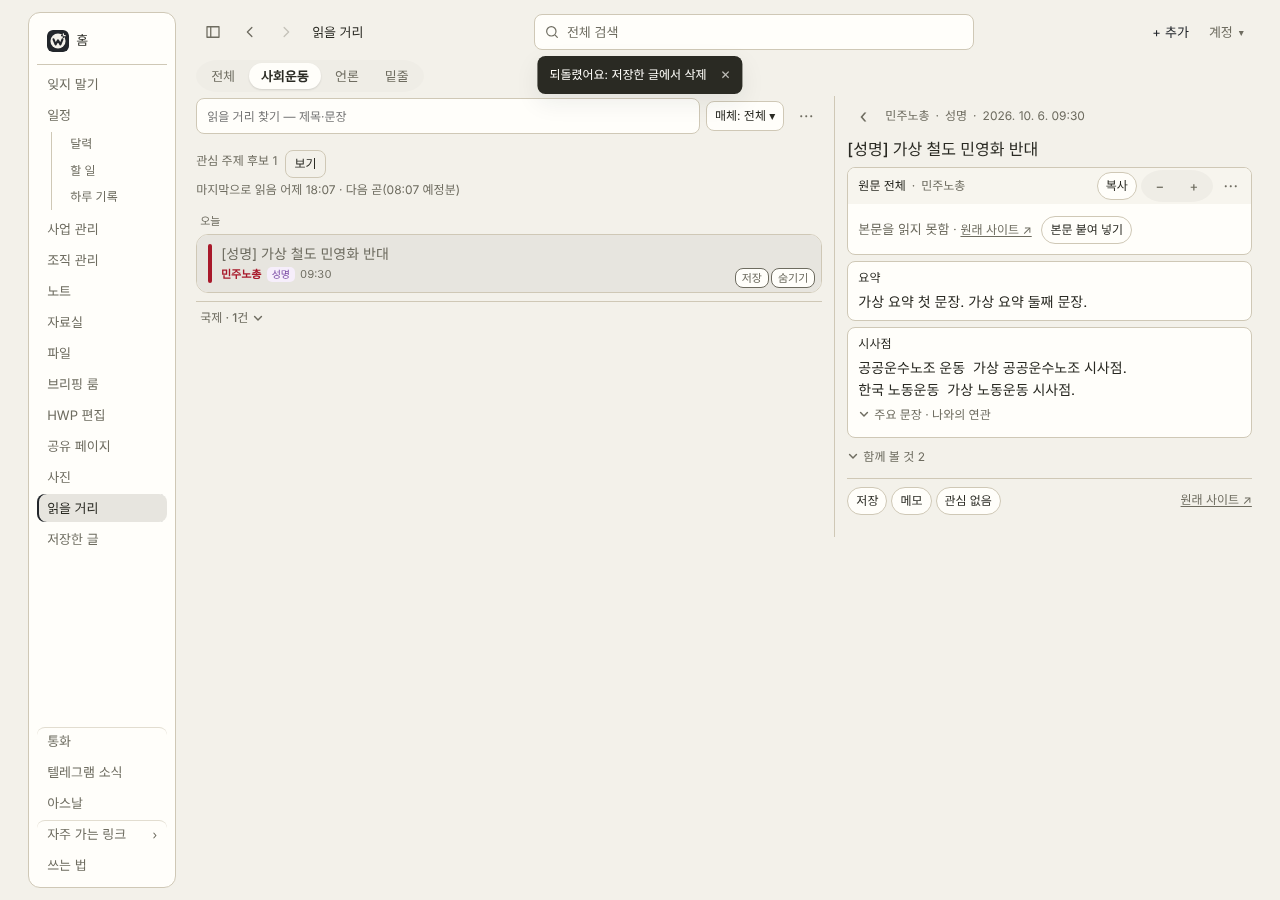 홈
잊지 말기
일정
달력
할 일
하루 기록
사업 관리
조직 관리
노트
자료실
파일
브리핑 룸
HWP 편집
공유 페이지
사진
읽을 거리
저장한 글
통화
텔레그램 소식
아스날
자주 가는 링크 ›
쓰는 법
읽을 거리
전체 검색
+ 추가
계정 ▾
되돌렸어요: 저장한 글에서 삭제 ✕
전체 사회운동 언론 밑줄
읽을 거리 찾기 — 제목·문장
매체: 전체 ▾ ⋯
관심 주제 후보 1 보기
마지막으로 읽음 어제 18:07 · 다음 곧(08:07 예정분)
오늘
[성명] 가상 철도 민영화 반대
민주노총 성명 09:30
저장 숨기기
국제 · 1건
민주노총 · 성명 · 2026. 10. 6. 09:30
[성명] 가상 철도 민영화 반대
원문 전체 · 민주노총 복사 − + ⋯
본문을 읽지 못함 · 원래 사이트 ↗ 본문 붙여 넣기
요약
가상 요약 첫 문장. 가상 요약 둘째 문장.
시사점
공공운수노조 운동 가상 공공운수노조 시사점.
한국 노동운동 가상 노동운동 시사점.
주요 문장 · 나와의 연관
함께 볼 것 2
저장 메모 관심 없음 원래 사이트 ↗